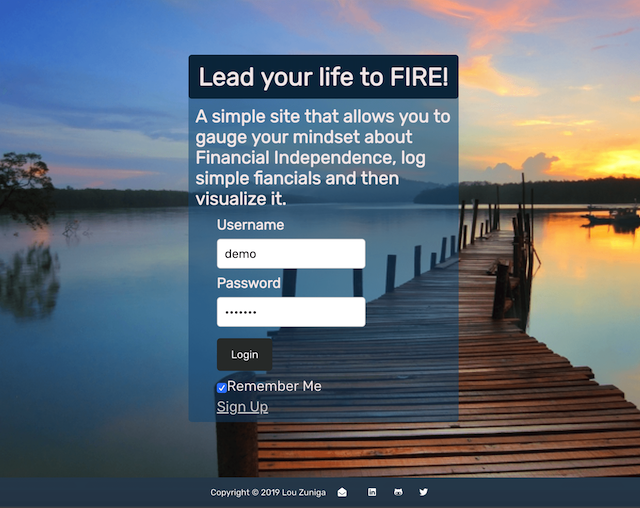 Lead your life to FIRE!
A simple site that allows you to
gauge your mindset about
Financial Independence, log
simple fiancials and then
visualize it.
Username
demo
Password
•••••••
Login
Remember Me
Sign Up
Copyright © 2019 Lou Zuniga